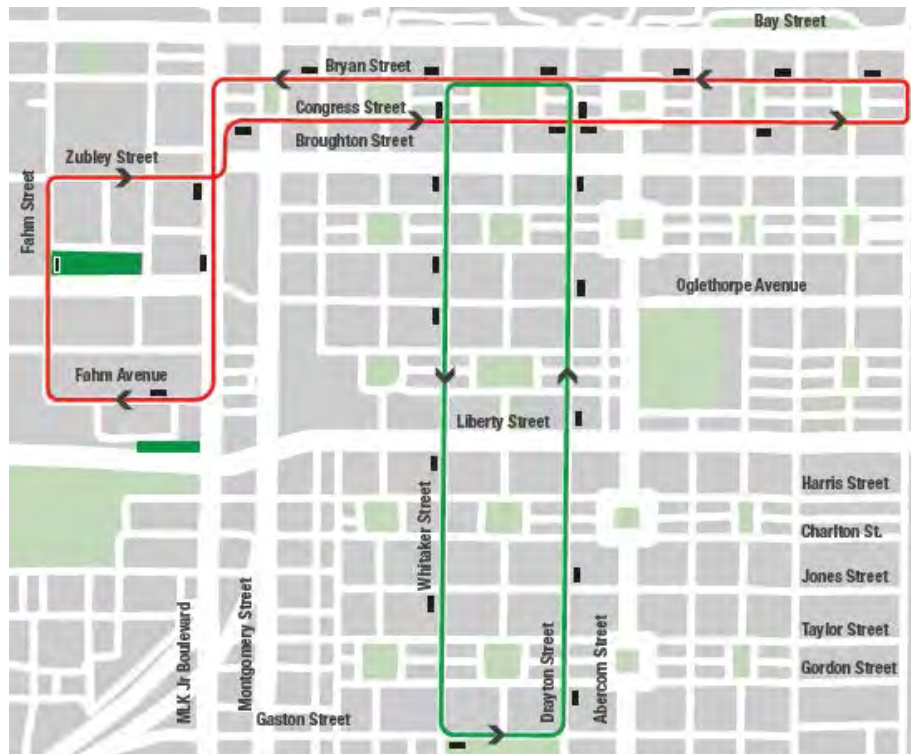 Bay Street
Bryan Street
Congress Street
Broughton Street
Zubley Street
Fahm Street
Oglethorpe Avenue
Fahm Avenue
Liberty Street
Harris Street
Whitaker Street
Charlton St.
Jones Street
MLK Jr Boulevard
Montgomery Street
Drayton Street
Abercorn Street
Taylor Street
Gordon Street
Gaston Street